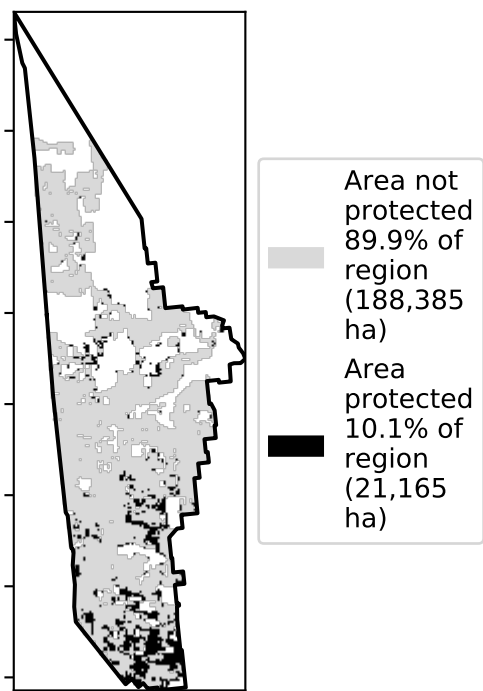 Area not
protected
89.9% of
region
(188,385
ha)
Area
protected
10.1% of
region
(21,165
ha)